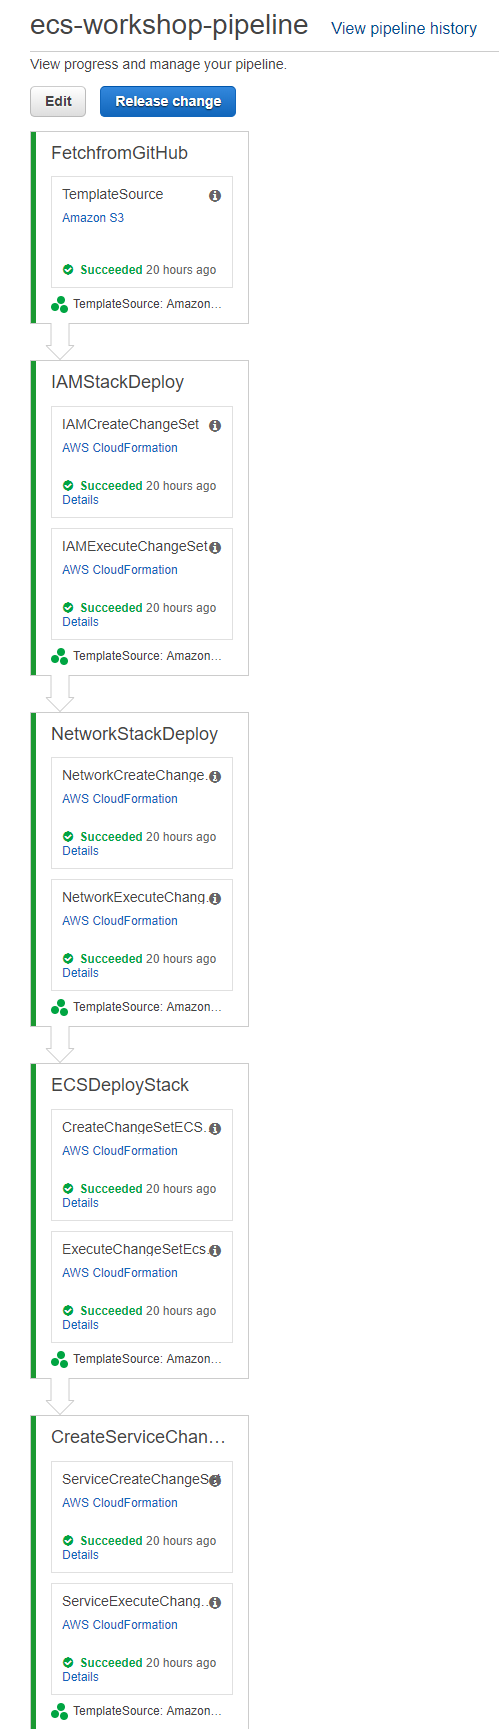 ecs-workshop-pipeline View pipeline history
View progress and manage your pipeline.
Edit Release change
FetchfromGitHub
TemplateSource
Amazon S3
Succeeded 20 hours ago
TemplateSource: Amazon…
IAMStackDeploy
IAMCreateChangeSet
AWS CloudFormation
Succeeded 20 hours ago
Details
IAMExecuteChangeSet
AWS CloudFormation
Succeeded 20 hours ago
Details
TemplateSource: Amazon…
NetworkStackDeploy
NetworkCreateChange…
AWS CloudFormation
Succeeded 20 hours ago
Details
NetworkExecuteChang…
AWS CloudFormation
Succeeded 20 hours ago
Details
TemplateSource: Amazon…
ECSDeployStack
CreateChangeSetECS…
AWS CloudFormation
Succeeded 20 hours ago
Details
ExecuteChangeSetEcs…
AWS CloudFormation
Succeeded 20 hours ago
Details
TemplateSource: Amazon…
CreateServiceChan…
ServiceCreateChangeSet
AWS CloudFormation
Succeeded 20 hours ago
Details
ServiceExecuteChang…
AWS CloudFormation
Succeeded 20 hours ago
Details
TemplateSource: Amazon…